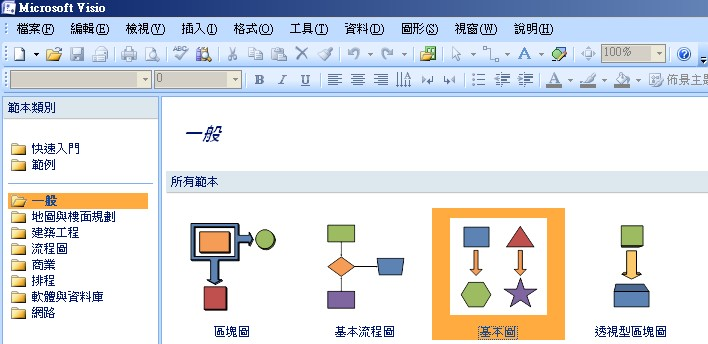 Microsoft Visio
檔案(F) 編輯(E) 檢視(V) 插入(I) 格式(O) 工具(T) 資料(D) 圖形(S) 視窗(W) 說明(H)
ABC A 100%
0 B I U A 佈景主題
範本類別
快速入門
範例
一般
地圖與樓面規劃
建築工程
流程圖
商業
排程
軟體與資料庫
網路
一般
所有範本
區塊圖 基本流程圖 基本圖 透視型區塊圖